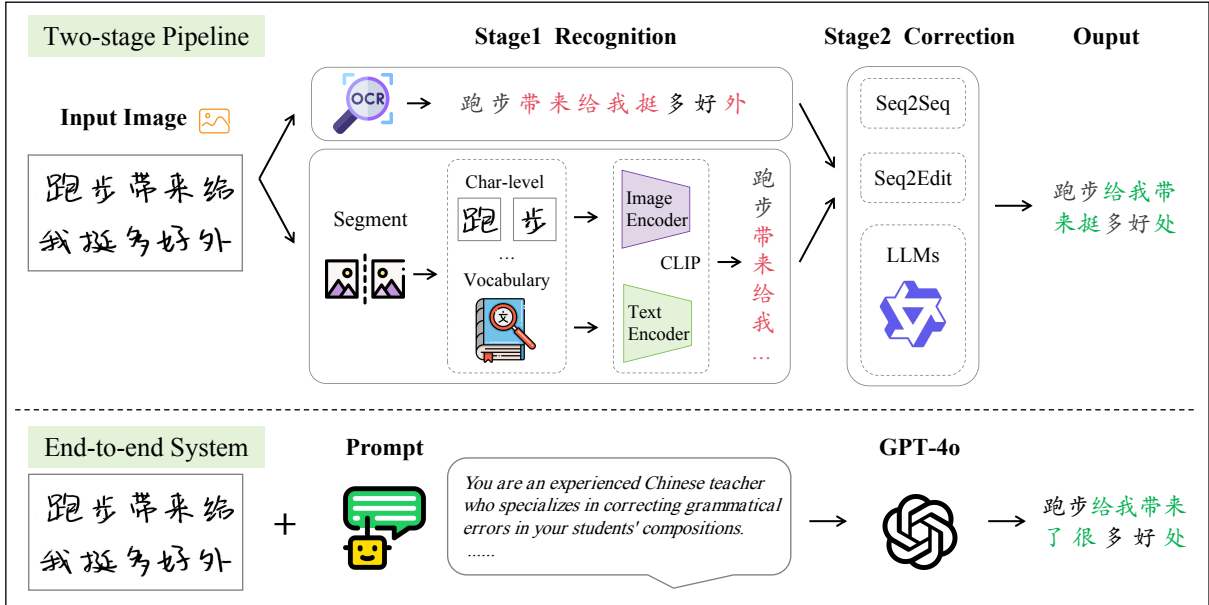 Two-stage Pipeline
Stage1 Recognition
Stage2 Correction
Ouput
Input Image
跑步带来给
我挺多好外
OCR
跑步带来给我挺多好外
Segment
Char-level
跑 步
...
Vocabulary
文
Image
Encoder
CLIP
Text
Encoder
跑步带来给我...
Seq2Seq
Seq2Edit
LLMs
跑步给我带
来挺多好处
End-to-end System
Prompt
GPT-4o
跑步带来给
我挺多好外
+
You are an experienced Chinese teacher
who specializes in correcting grammatical
errors in your students' compositions.
......
跑步给我带来
了很多好处